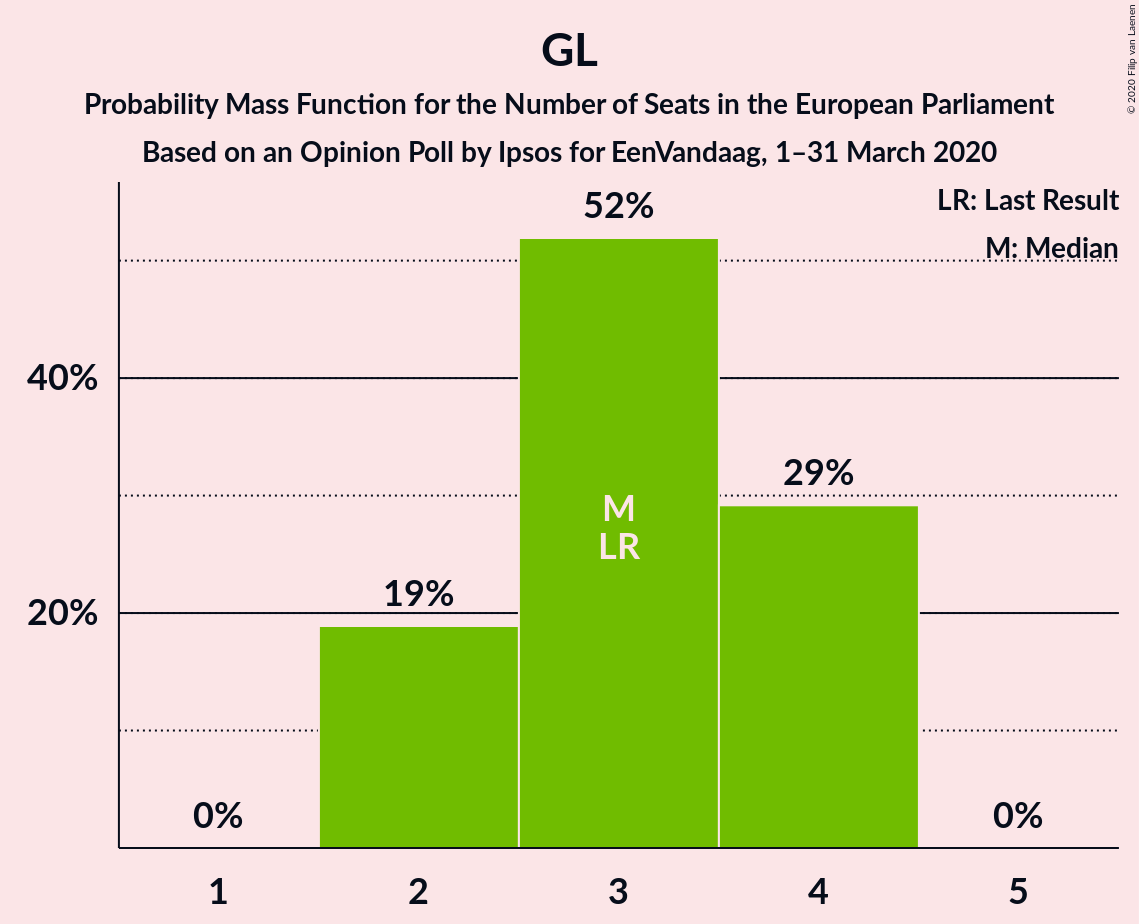 GL
Probability Mass Function for the Number of Seats in the European Parliament
Based on an Opinion Poll by Ipsos for EenVandaag, 1–31 March 2020
© 2020 Filip van Laenen
LR: Last Result
M: Median
52%
40%
29%
M
LR
19%
20%
0%
0%
1
2
3
4
5